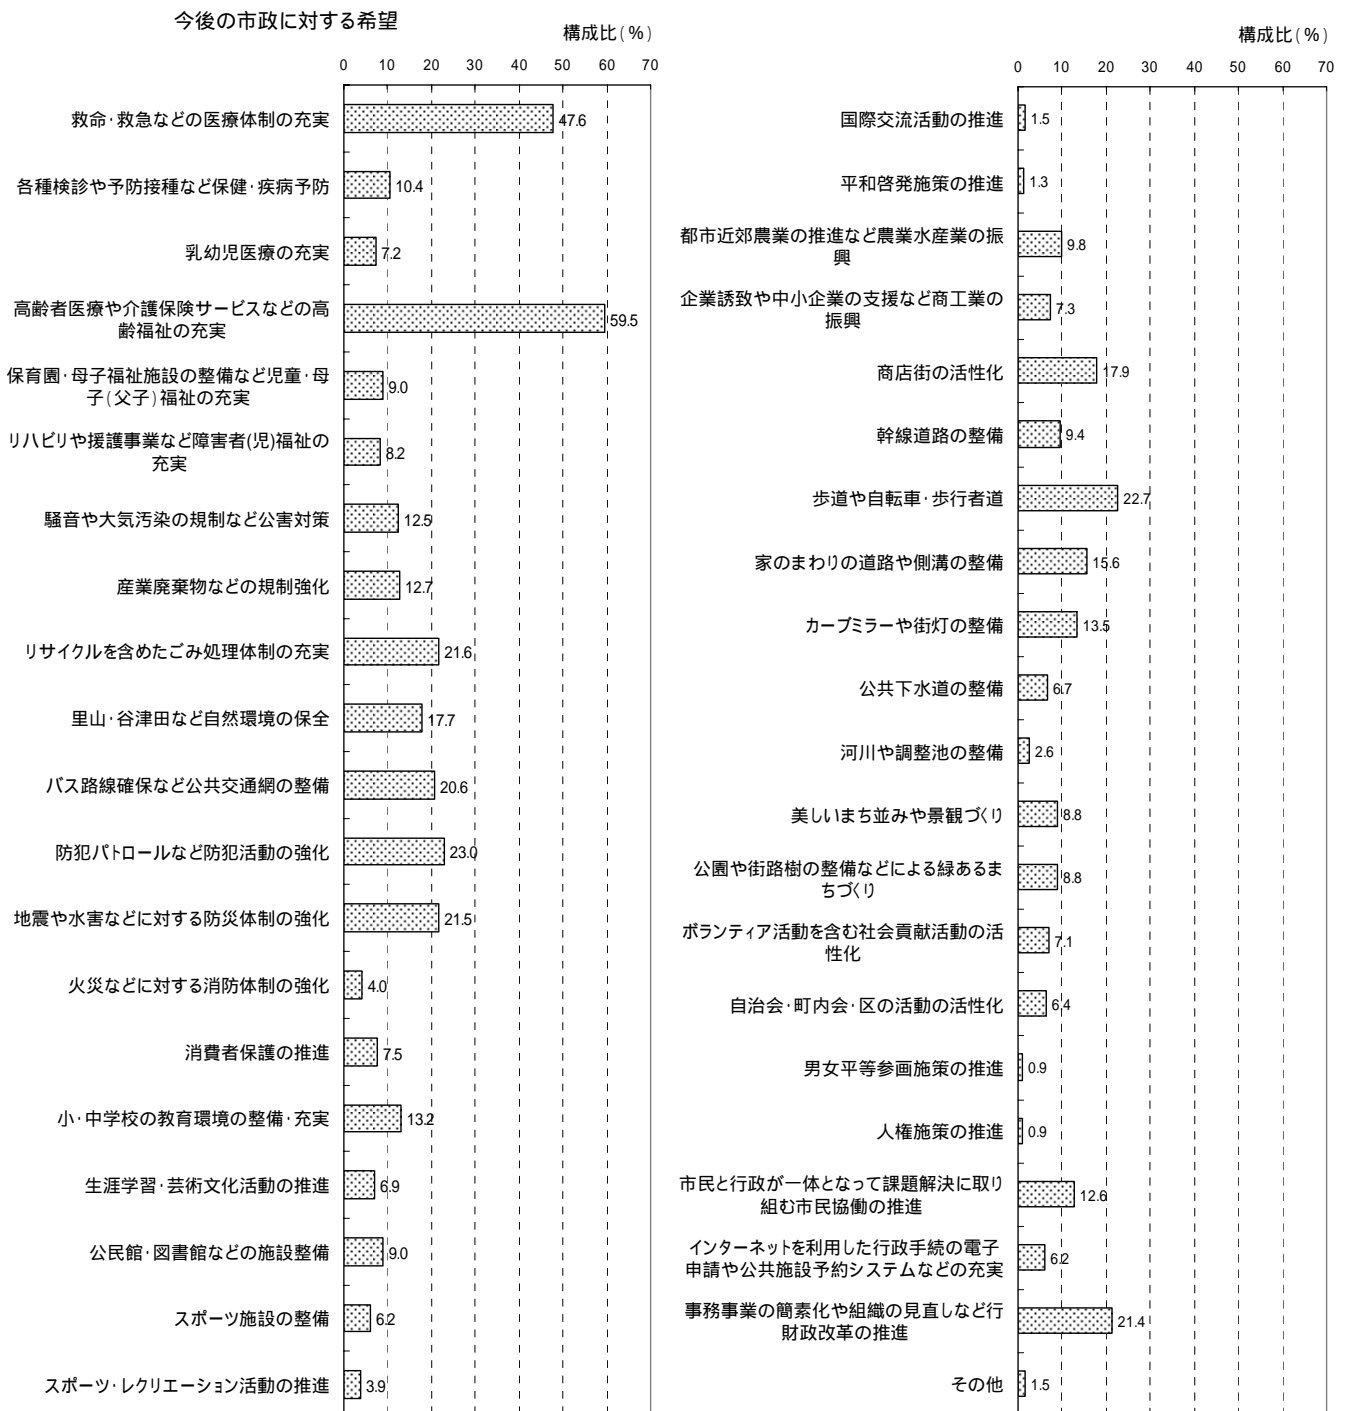 今後の市政に対する希望
構成比(%)
0 10 20 30 40 50 60 70
救命·救急などの医療体制の充実 47.6
各種検診や予防接種など保健·疾病予防 10.4
乳幼児医療の充実 7.2
高齢者医療や介護保険サービスなどの高
齢福祉の充実 59.5
保育園·母子福祉施設の整備など児童·母
子(父子)福祉の充実 9.0
リハビリや援護事業など障害者(児)福祉の
充実 8.2
騒音や大気汚染の規制など公害対策 12.5
産業廃棄物などの規制強化 12.7
リサイクルを含めたごみ処理体制の充実 21.6
里山·谷津田など自然環境の保全 17.7
バス路線確保など公共交通網の整備 20.6
防犯パトロールなど防犯活動の強化 23.0
地震や水害などに対する防災体制の強化 21.5
火災などに対する消防体制の強化 4.0
消費者保護の推進 7.5
小·中学校の教育環境の整備·充実 13.2
生涯学習·芸術文化活動の推進 6.9
公民館·図書館などの施設整備 9.0
スポーツ施設の整備 6.2
スポーツ·レクリエーション活動の推進 3.9
構成比(%)
0 10 20 30 40 50 60 70
国際交流活動の推進 1.5
平和啓発施策の推進 1.3
都市近郊農業の推進など農業水産業の振
興 9.8
企業誘致や中小企業の支援など商工業の
振興 7.3
商店街の活性化 17.9
幹線道路の整備 9.4
歩道や自転車·歩行者道 22.7
家のまわりの道路や側溝の整備 15.6
カーブミラーや街灯の整備 13.5
公共下水道の整備 6.7
河川や調整池の整備 2.6
美しいまち並みや景観づくり 8.8
公園や街路樹の整備などによる緑あるま
ちづくり 8.8
ボランティア活動を含む社会貢献活動の活
性化 7.1
自治会·町内会·区の活動の活性化 6.4
男女平等参画施策の推進 0.9
人権施策の推進 0.9
市民と行政が一体となって課題解決に取り
組む市民協働の推進 12.6
インターネットを利用した行政手続の電子
申請や公共施設予約システムなどの充実 6.2
事務事業の簡素化や組織の見直しなど行
財政改革の推進 21.4
その他 1.5